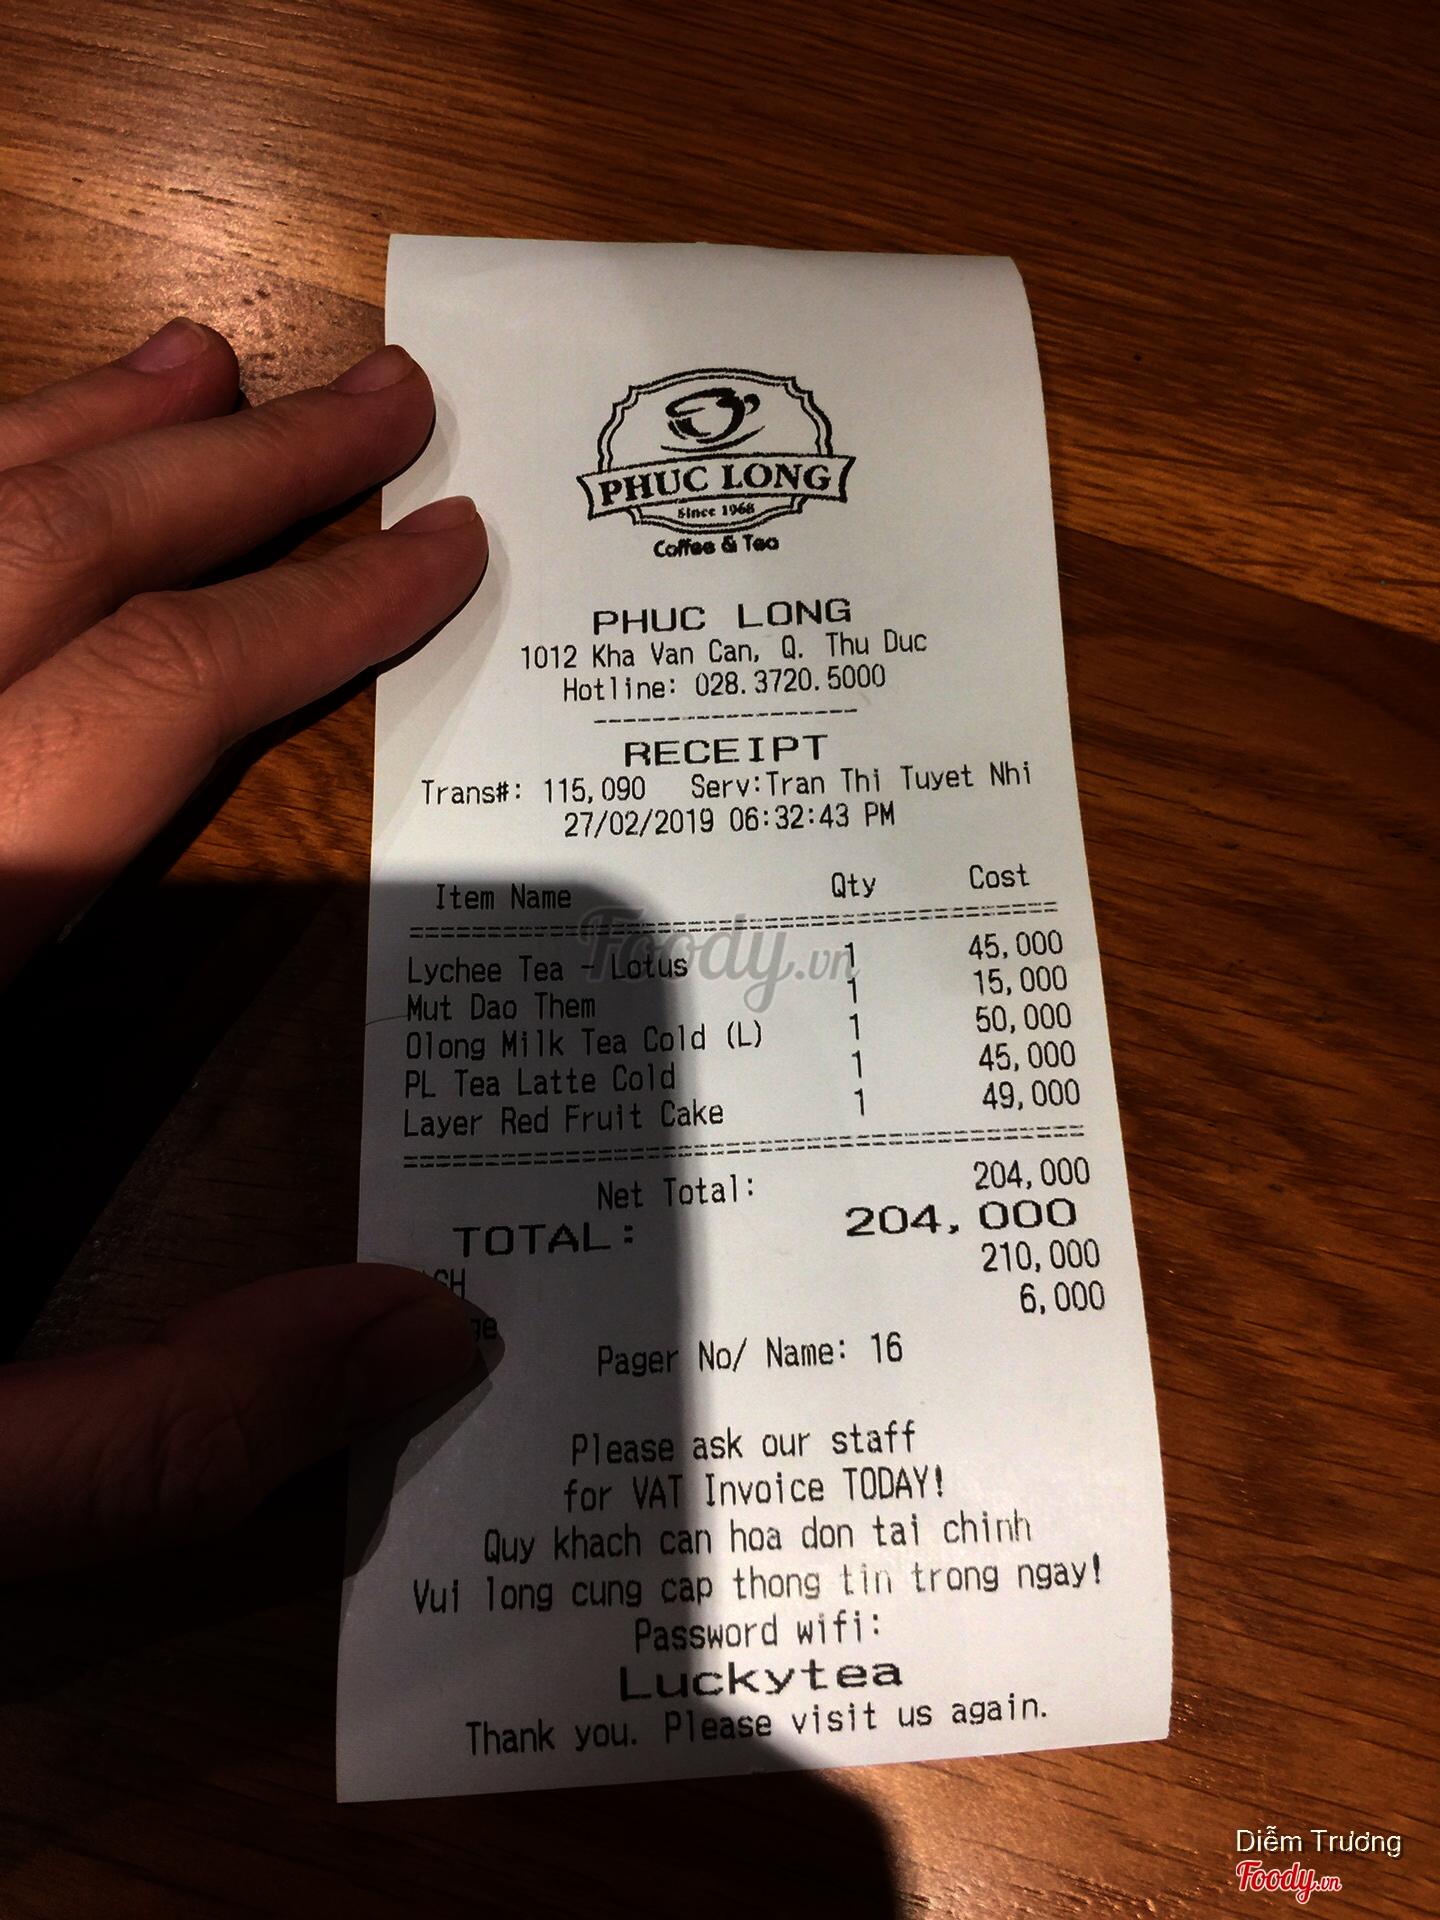 PHUC LONG
Since 1968
Coffee & Tea
PHUC LONG
1012 Kha Van Can, Q. Thu Duc
Hotline: 028.3720.5000
------------------
RECEIPT
Trans#: 115,090 Serv:Tran Thi Tuyet Nhi
27/02/2019 06:32:43 PM
Item Name Qty Cost
Lychee Tea - Lotus 1 45,000
Mut Dao Them 1 15,000
Olong Milk Tea Cold (L) 1 50,000
PL Tea Latte Cold 1 45,000
Layer Red Fruit Cake 1 49,000
Net Total: 204,000
TOTAL: 204,000
210,000
6,000
Pager No/ Name: 16
Please ask our staff
for VAT Invoice TODAY!
Quy khach can hoa don tai chinh
Vui long cung cap thong tin trong ngay!
Password wifi:
Luckytea
Thank you. Please visit us again.
Foody.vn
Diễm Trương
Foody.vn